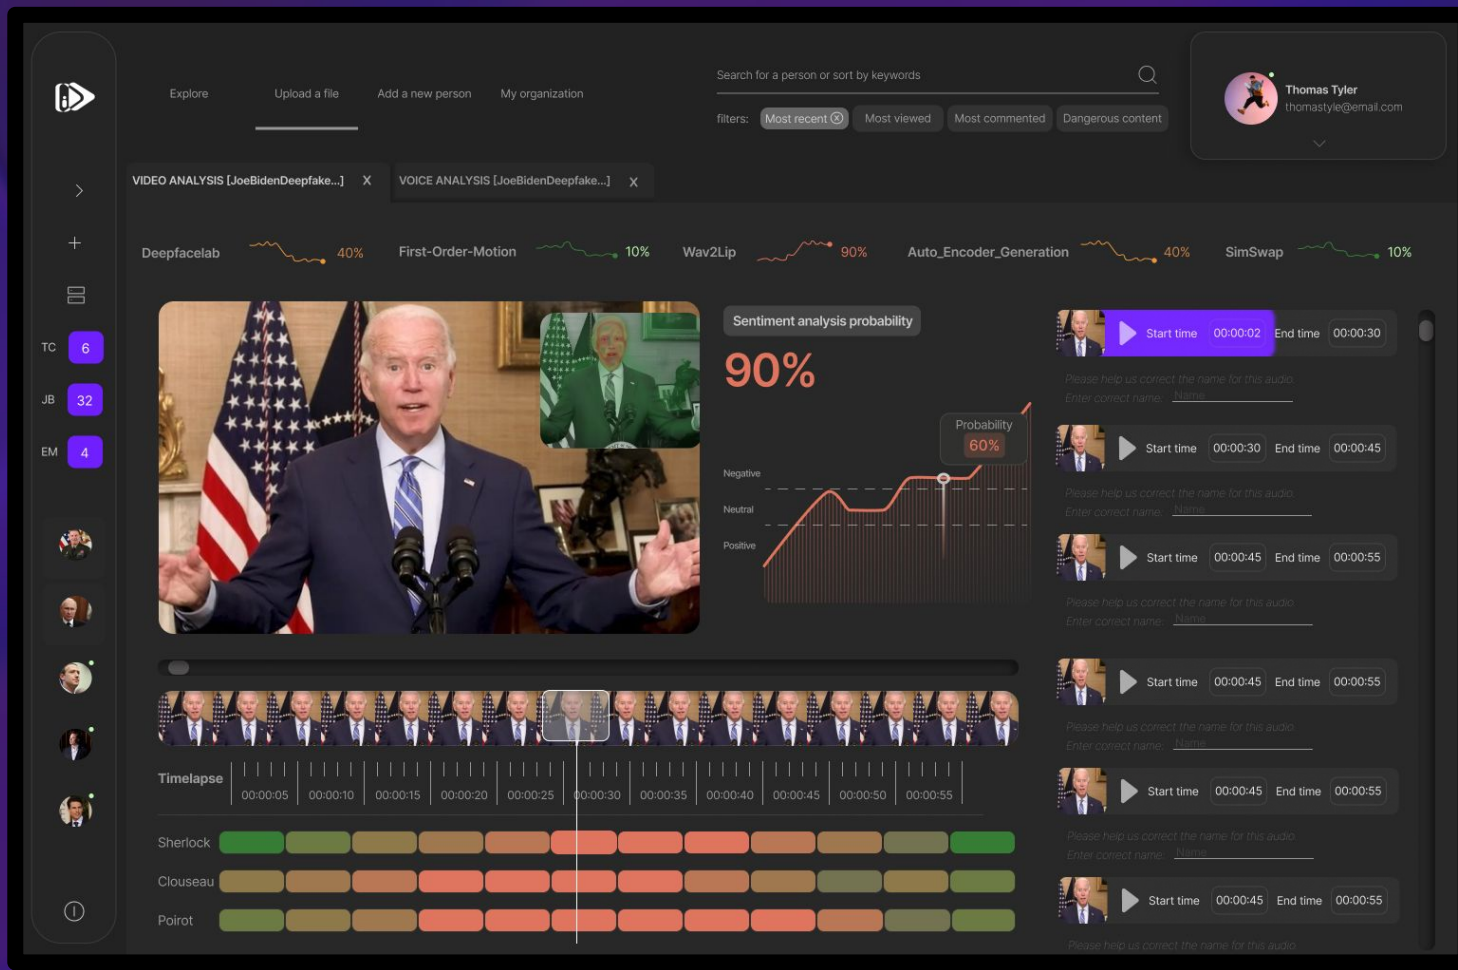 Explore
Upload a file
Add a new person
My organization
Search for a person or sort by keywords
filters:
Most recent
Most viewed
Most commented
Dangerous content
Thomas Tyler
thomastyle@email.com
VIDEO ANALYSIS [JoeBidenDeepfake...] X
VOICE ANALYSIS [JoeBidenDeepfake...] X
Deepfacelab 40%
First-Order-Motion 10%
Wav2Lip 90%
Auto_Encoder_Generation 40%
SimSwap 10%
TC 6
JB 32
EM 4
Sentiment analysis probability
90%
Probability
60%
Negative
Neutral
Positive
Start time 00:00:02 End time 00:00:30
Please help us correct the name for this audio.
Enter correct name: Name
Start time 00:00:30 End time 00:00:45
Please help us correct the name for this audio.
Enter correct name: Name
Start time 00:00:45 End time 00:00:55
Please help us correct the name for this audio.
Enter correct name: Name
Start time 00:00:45 End time 00:00:55
Please help us correct the name for this audio.
Enter correct name: Name
Start time 00:00:45 End time 00:00:55
Please help us correct the name for this audio.
Enter correct name: Name
Start time 00:00:45 End time 00:00:55
Please help us correct the name for this audio.
Timelapse
00:00:05 00:00:10 00:00:15 00:00:20 00:00:25 00:00:30 00:00:35 00:00:40 00:00:45 00:00:50 00:00:55
Sherlock
Clouseau
Poirot